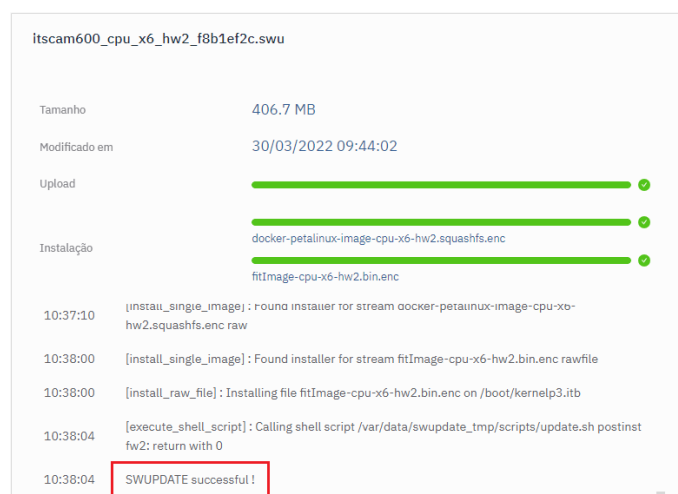 itscam600_cpu_x6_hw2_f8b1ef2c.swu
Tamanho 406.7 MB
Modificado em 30/03/2022 09:44:02
Upload
docker-petalinux-image-cpu-x6-hw2.squashfs.enc
Instalação
fitImage-cpu-x6-hw2.bin.enc
10:37:10 [install_single_image] : Found installer for stream docker-petalinux-image-cpu-x6-
hw2.squashfs.enc raw
10:38:00 [install_single_image] : Found installer for stream fitImage-cpu-x6-hw2.bin.enc rawfile
10:38:00 [install_raw_file] : Installing file fitImage-cpu-x6-hw2.bin.enc on /boot/kernelp3.itb
10:38:04 [execute_shell_script] : Calling shell script /var/data/swupdate_tmp/scripts/update.sh postinst
fw2: return with 0
10:38:04 SWUPDATE successful !